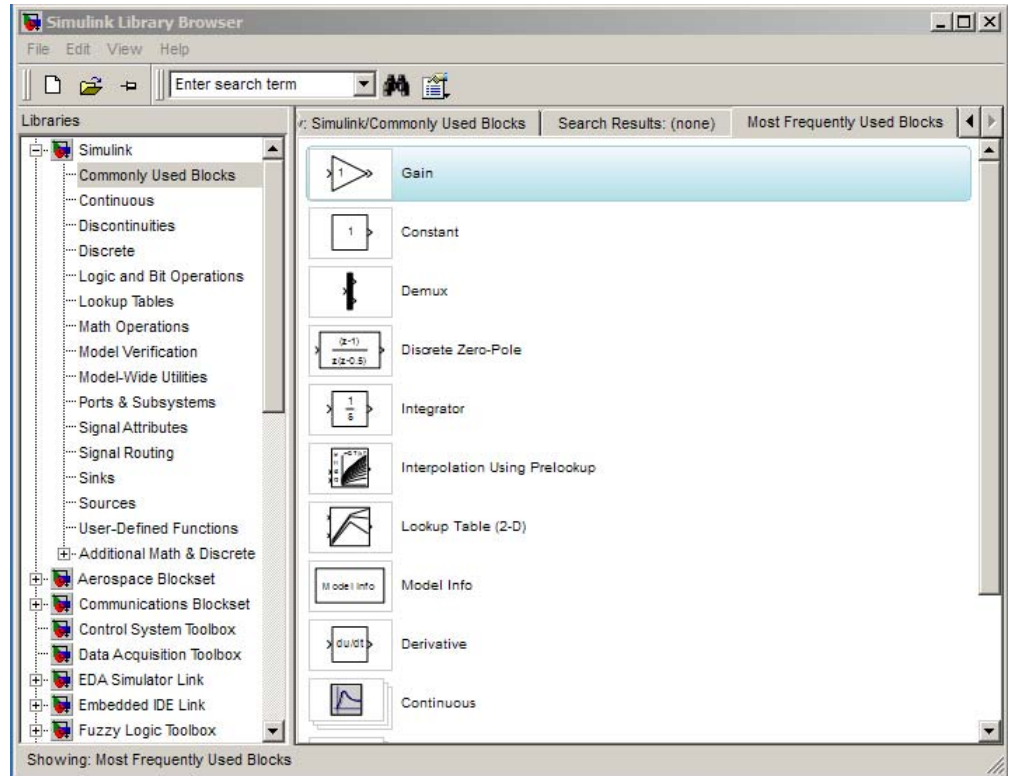 Simulink Library Browser
File Edit View Help
Enter search term
Libraries
Simulink
Commonly Used Blocks
Continuous
Discontinuities
Discrete
Logic and Bit Operations
Lookup Tables
Math Operations
Model Verification
Model-Wide Utilities
Ports & Subsystems
Signal Attributes
Signal Routing
Sinks
Sources
User-Defined Functions
Additional Math & Discrete
Aerospace Blockset
Communications Blockset
Control System Toolbox
Data Acquisition Toolbox
EDA Simulator Link
Embedded IDE Link
Fuzzy Logic Toolbox
: Simulink/Commonly Used Blocks Search Results: (none) Most Frequently Used Blocks
1 Gain
1 Constant
Demux
(z-1)
z(z-0.5)
Discrete Zero-Pole
1
s
Integrator
Interpolation Using Prelookup
Lookup Table (2-D)
Model Info Model Info
du/dt Derivative
Continuous
Showing: Most Frequently Used Blocks